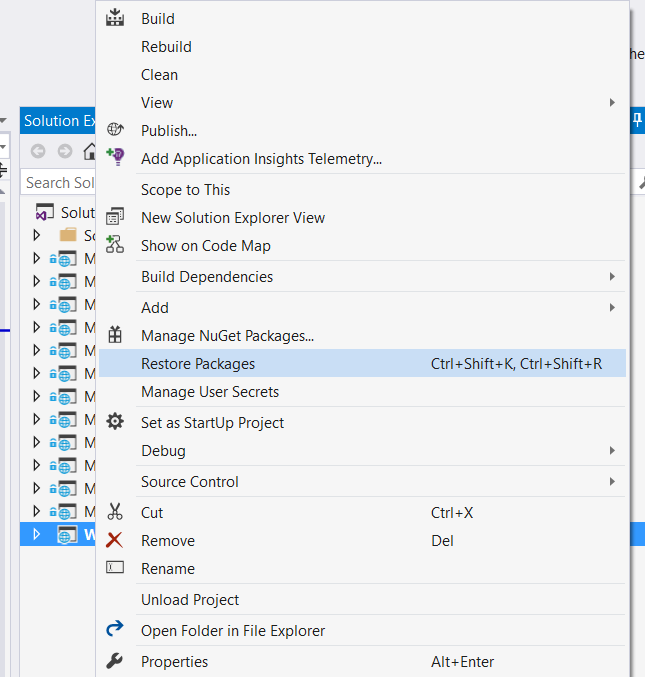 Build
Rebuild
Clean
View
Publish...
Add Application Insights Telemetry...
Scope to This
New Solution Explorer View
Show on Code Map
Build Dependencies
Add
Manage NuGet Packages...
Restore Packages Ctrl+Shift+K, Ctrl+Shift+R
Manage User Secrets
Set as StartUp Project
Debug
Source Control
Cut Ctrl+X
Remove Del
Rename
Unload Project
Open Folder in File Explorer
Properties Alt+Enter
he
Solution Ex
Search Sol
Solut
So
M
M
M
M
M
M
M
M
M
M
M
M
W